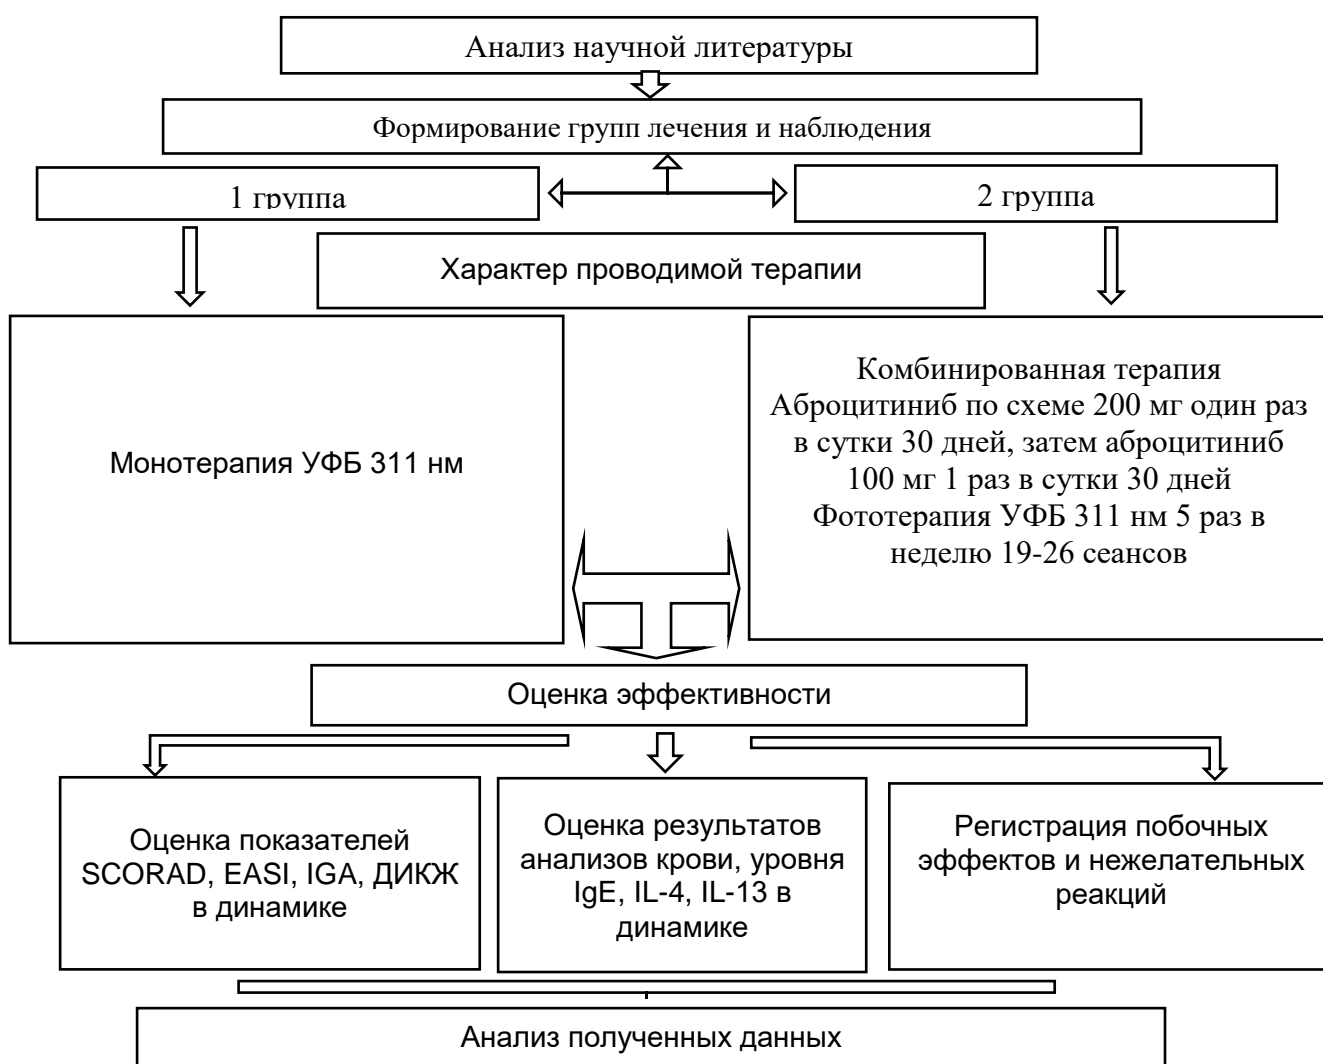 Анализ научной литературы
Формирование групп лечения и наблюдения
1 группа
2 группа
Характер проводимой терапии
Монотерапия УФБ 311 нм
Комбинированная терапия
Аброцитиниб по схеме 200 мг один раз
в сутки 30 дней, затем аброцитиниб
100 мг 1 раз в сутки 30 дней
Фототерапия УФБ 311 нм 5 раз в
неделю 19-26 сеансов
Оценка эффективности
Оценка показателей
SCORAD, EASI, IGA, ДИКЖ
в динамике
Оценка результатов
анализов крови, уровня
IgE, IL-4, IL-13 в
динамике
Регистрация побочных
эффектов и нежелательных
реакций
Анализ полученных данных